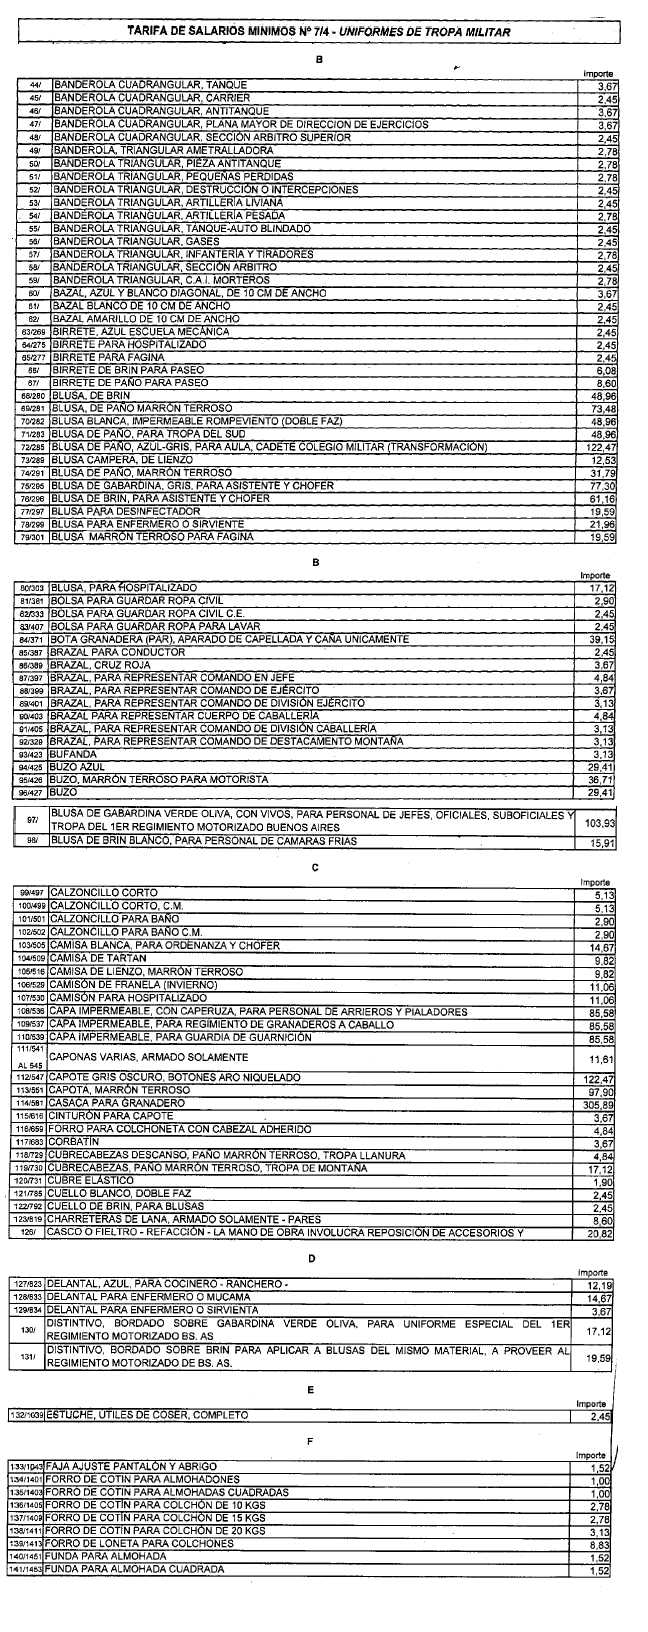 TARIFA DE SALARIOS MINIMOS Nº 7/4 - UNIFORMES DE TROPA MILITAR
B
Importe
44/ BANDEROLA CUADRANGULAR, TANQUE 3,67
45/ BANDEROLA CUADRANGULAR, CARRIER 2,45
46/ BANDEROLA CUADRANGULAR, ANTITANQUE 3,67
47/ BANDEROLA CUADRANGULAR, PLANA MAYOR DE DIRECCION DE EJERCICIOS 3,67
48/ BANDEROLA CUADRANGULAR, SECCIÓN ARBITRO SUPERIOR 2,45
49/ BANDEROLA, TRIANGULAR AMETRALLADORA 2,78
50/ BANDEROLA TRIANGULAR, PIEZA ANTITANQUE 2,78
51/ BANDEROLA TRIANGULAR, PEQUEÑAS PERDIDAS 2,78
52/ BANDEROLA TRIANGULAR, DESTRUCCIÓN O INTERCEPCIONES 2,45
53/ BANDEROLA TRIANGULAR, ARTILLERÍA LIVIANA 2,45
54/ BANDEROLA TRIANGULAR, ARTILLERÍA PESADA 2,78
55/ BANDEROLA TRIANGULAR, TANQUE-AUTO BLINDADO 2,45
56/ BANDEROLA TRIANGULAR, GASES 2,45
57/ BANDEROLA TRIANGULAR, INFANTERÍA Y TIRADORES 2,78
58/ BANDEROLA TRIANGULAR, SECCIÓN ARBITRO 2,45
59/ BANDEROLA TRIANGULAR, C.A.I. MORTEROS 2,78
60/ BAZAL, AZUL Y BLANCO DIAGONAL, DE 10 CM DE ANCHO 3,67
61/ BAZAL BLANCO DE 10 CM DE ANCHO 2,45
62/ BAZAL AMARILLO DE 10 CM DE ANCHO 2,45
63/269 BIRRETE, AZUL ESCUELA MECÁNICA 2,45
64/275 BIRRETE PARA HOSPITALIZADO 2,45
65/277 BIRRETE PARA FAGINA 2,45
66/ BIRRETE DE BRIN PARA PASEO 6,08
67/ BIRRETE DE PAÑO PARA PASEO 8,60
68/280 BLUSA, DE BRIN 48,96
69/281 BLUSA, DE PAÑO MARRÓN TERROSO 73,48
70/282 BLUSA BLANCA, IMPERMEABLE ROMPEVIENTO (DOBLE FAZ) 48,96
71/283 BLUSA DE PAÑO, PARA TROPA DEL SUD 48,96
72/285 BLUSA DE PAÑO, AZUL-GRIS, PARA AULA, CADETE COLEGIO MILITAR (TRANSFORMACIÓN) 122,47
73/289 BLUSA CAMPERA, DE LIENZO 12,53
74/291 BLUSA DE PAÑO, MARRÓN TERROSO 31,79
75/295 BLUSA DE GABARDINA, GRIS, PARA ASISTENTE Y CHOFER 77,30
76/296 BLUSA DE BRIN, PARA ASISTENTE Y CHOFER 61,16
77/297 BLUSA PARA DESINFECTADOR 19,59
78/299 BLUSA PARA ENFERMERO O SIRVIENTE 21,96
79/301 BLUSA MARRÓN TERROSO PARA FAGINA 19,59
B
Importe
80/303 BLUSA, PARA HOSPITALIZADO 17,12
81/381 BOLSA PARA GUARDAR ROPA CIVIL 2,90
82/333 BOLSA PARA GUARDAR ROPA CIVIL C.E. 2,45
83/407 BOLSA PARA GUARDAR ROPA PARA LAVAR 2,45
84/371 BOTA GRANADERA (PAR), APARADO DE CAPELLADA Y CAÑA UNICAMENTE 39,15
85/387 BRAZAL PARA CONDUCTOR 2,45
86/389 BRAZAL, CRUZ ROJA 3,67
87/397 BRAZAL, PARA REPRESENTAR COMANDO EN JEFE 4,84
88/399 BRAZAL, PARA REPRESENTAR COMANDO DE EJÉRCITO 3,67
89/401 BRAZAL, PARA REPRESENTAR COMANDO DE DIVISIÓN EJÉRCITO 3,13
90/403 BRAZAL PARA REPRESENTAR CUERPO DE CABALLERÍA 4,84
91/405 BRAZAL, PARA REPRESENTAR COMANDO DE DIVISIÓN CABALLERÍA 3,13
92/329 BRAZAL, PARA REPRESENTAR COMANDO DE DESTACAMENTO MONTAÑA 3,13
93/423 BUFANDA 3,13
94/425 BUZO AZUL 29,41
95/426 BUZO, MARRÓN TERROSO PARA MOTORISTA 36,71
96/427 BUZO 29,41
97/ BLUSA DE GABARDINA VERDE OLIVA, CON VIVOS, PARA PERSONAL DE JEFES, OFICIALES, SUBOFICIALES Y
TROPA DEL 1ER REGIMIENTO MOTORIZADO BUENOS AIRES 103,93
98/ BLUSA DE BRIN BLANCO, PARA PERSONAL DE CAMARAS FRIAS 15,91
C
Importe
99/497 CALZONCILLO CORTO 5,13
100/499 CALZONCILLO CORTO, C.M. 5,13
101/501 CALZONCILLO PARA BAÑO 2,90
102/502 CALZONCILLO PARA BAÑO C.M. 2,90
103/505 CAMISA BLANCA, PARA ORDENANZA Y CHOFER 14,67
104/509 CAMISA DE TARTAN 9,82
105/516 CAMISA DE LIENZO, MARRÓN TERROSO 9,82
106/529 CAMISÓN DE FRANELA (INVIERNO) 11,06
107/530 CAMISÓN PARA HOSPITALIZADO 11,06
108/536 CAPA IMPERMEABLE, CON CAPERUZA, PARA PERSONAL DE ARRIEROS Y PIALADORES 85,58
109/537 CAPA IMPERMEABLE, PARA REGIMIENTO DE GRANADEROS A CABALLO 85,58
110/539 CAPA IMPERMEABLE, PARA GUARDIA DE GUARNICIÓN 85,58
111/541
AL 545 CAPONAS VARIAS, ARMADO SOLAMENTE 11,61
112/547 CAPOTE GRIS OSCURO, BOTONES ARO NIQUELADO 122,47
113/551 CAPOTA, MARRÓN TERROSO 97,90
114/581 CASACA PARA GRANADERO 305,89
115/616 CINTURÓN PARA CAPOTE 3,67
116/659 FORRO PARA COLCHONETA CON CABEZAL ADHERIDO 4,84
117/683 CORBATÍN 3,67
118/729 CUBRECABEZAS DESCANSO, PAÑO MARRÓN TERROSO, TROPA LLANURA 4,84
119/730 CUBRECABEZAS, PAÑO MARRÓN TERROSO, TROPA DE MONTAÑA 17,12
120/731 CUBRE ELÁSTICO 1,90
121/785 CUELLO BLANCO, DOBLE FAZ 2,45
122/792 CUELLO DE BRIN, PARA BLUSAS 2,45
123/819 CHARRETERAS DE LANA, ARMADO SOLAMENTE - PARES 8,60
126/ CASCO O FIELTRO - REFACCIÓN - LA MANO DE OBRA INVOLUCRA REPOSICIÓN DE ACCESORIOS Y 20,82
D
Importe
127/823 DELANTAL, AZUL, PARA COCINERO - RANCHERO - 12,19
128/833 DELANTAL PARA ENFERMERO O MUCAMA 14,67
129/834 DELANTAL PARA ENFERMERO O SIRVIENTA 3,67
130/ DISTINTIVO, BORDADO SOBRE GABARDINA VERDE OLIVA, PARA UNIFORME ESPECIAL DEL 1ER
REGIMIENTO MOTORIZADO BS. AS 17,12
131/ DISTINTIVO, BORDADO SOBRE BRIN PARA APLICAR A BLUSAS DEL MISMO MATERIAL, A PROVEER AL
REGIMIENTO MOTORIZADO DE BS. AS. 19,59
E
Importe
132/1039 ESTUCHE, UTILES DE COSER, COMPLETO 2,45
F
Importe
133/1043 FAJA AJUSTE PANTALÓN Y ABRIGO 1,52
134/1401 FORRO DE COTIN PARA ALMOHADONES 1,00
135/1403 FORRO DE COTIN PARA ALMOHADAS CUADRADAS 1,00
136/1405 FORRO DE COTÍN PARA COLCHÓN DE 10 KGS 2,78
137/1409 FORRO DE COTÍN PARA COLCHÓN DE 15 KGS 2,78
138/1411 FORRO DE COTÍN PARA COLCHÓN DE 20 KGS 3,13
139/1413 FORRO DE LONETA PARA COLCHONES 8,83
140/1451 FUNDA PARA ALMOHADA 1,52
141/1453 FUNDA PARA ALMOHADA CUADRADA 1,52